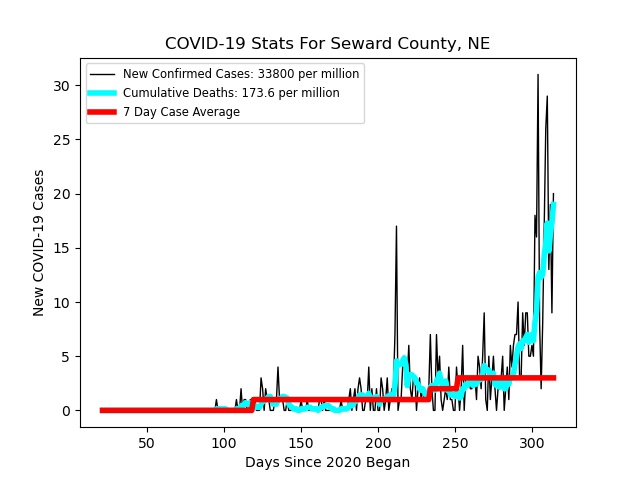 COVID-19 Stats For Seward County, NE
New Confirmed Cases: 33800 per million
Cumulative Deaths: 173.6 per million
7 Day Case Average
New COVID-19 Cases
30
25
20
15
10
5
0
50 100 150 200 250 300
Days Since 2020 Began